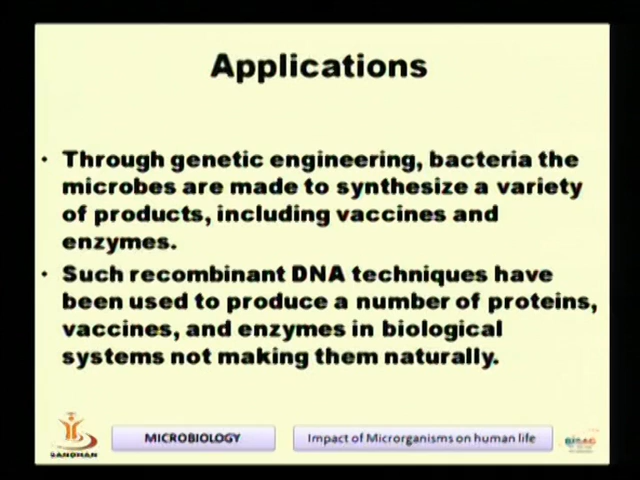 Applications
• Through genetic engineering, bacteria the
microbes are made to synthesize a variety
of products, including vaccines and
enzymes.
• Such recombinant DNA techniques have
been used to produce a number of proteins,
vaccines, and enzymes in biological
systems not making them naturally.
SANDHAN
MICROBIOLOGY
Impact of Microrganisms on human life
BISAG